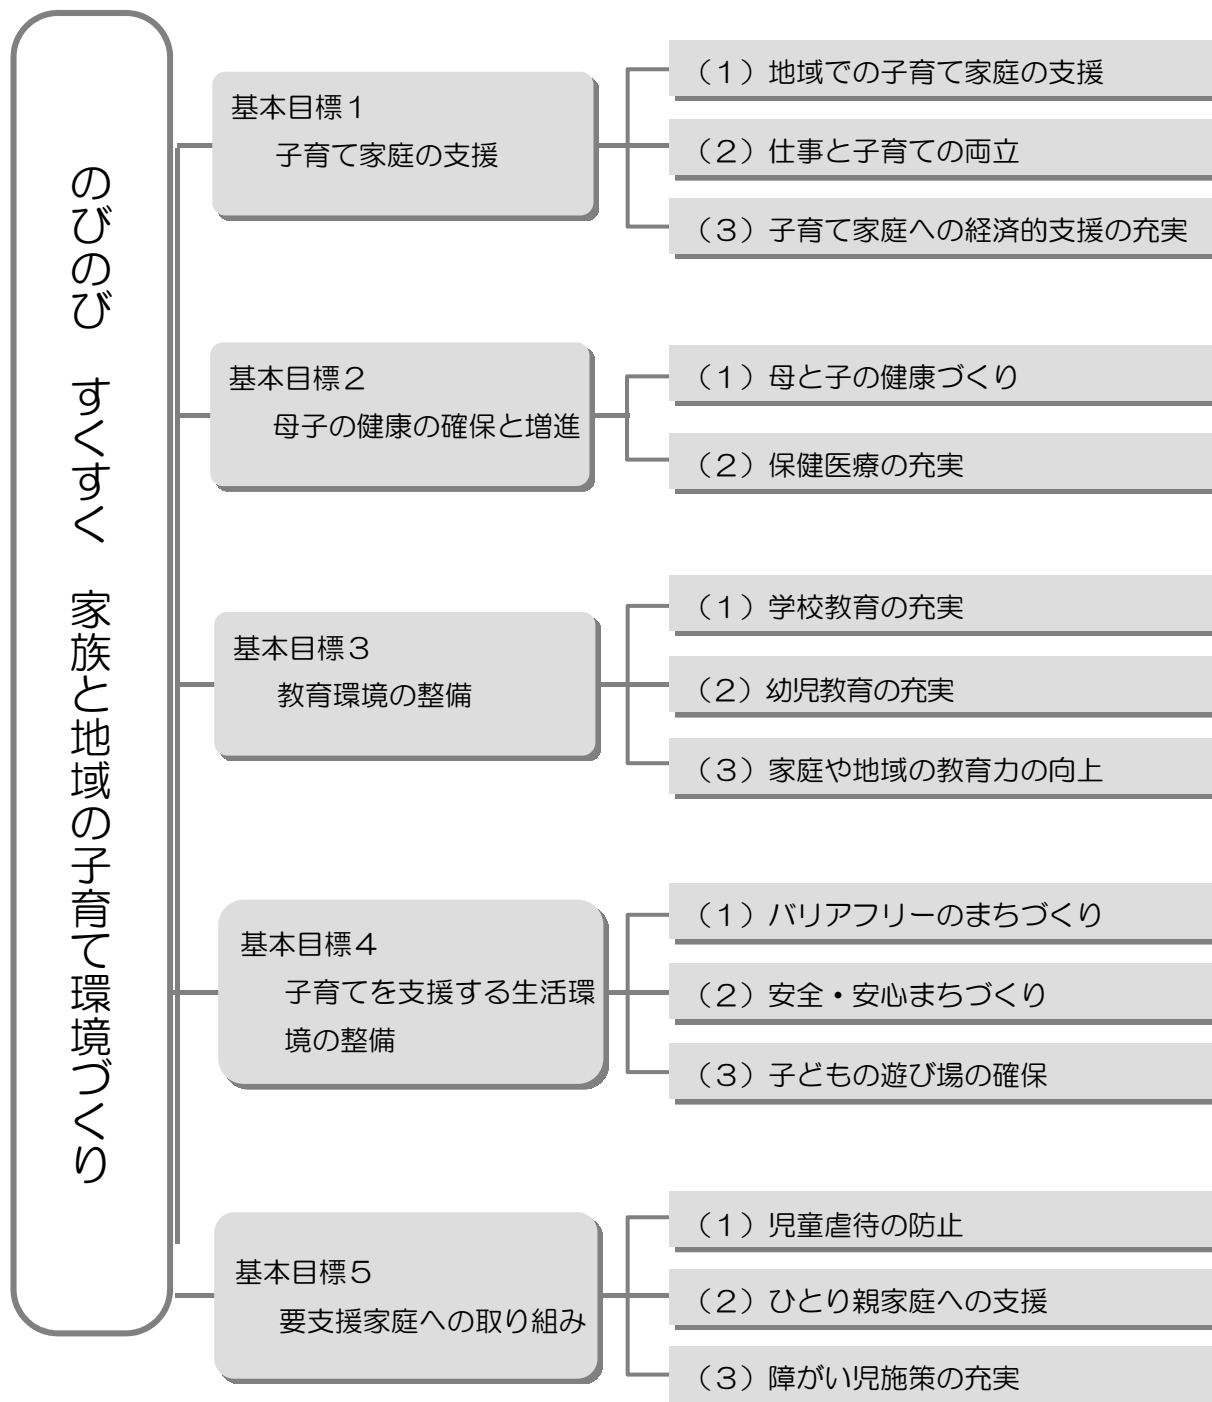 のびのび　すくすく　家族と地域の子育て環境づくり
基本目標１
子育て家庭の支援
（１）地域での子育て家庭の支援
（２）仕事と子育ての両立
（３）子育て家庭への経済的支援の充実
基本目標２
母子の健康の確保と増進
（１）母と子の健康づくり
（２）保健医療の充実
基本目標３
教育環境の整備
（１）学校教育の充実
（２）幼児教育の充実
（３）家庭や地域の教育力の向上
基本目標４
子育てを支援する生活環
境の整備
（１）バリアフリーのまちづくり
（２）安全・安心まちづくり
（３）子どもの遊び場の確保
基本目標５
要支援家庭への取り組み
（１）児童虐待の防止
（２）ひとり親家庭への支援
（３）障がい児施策の充実